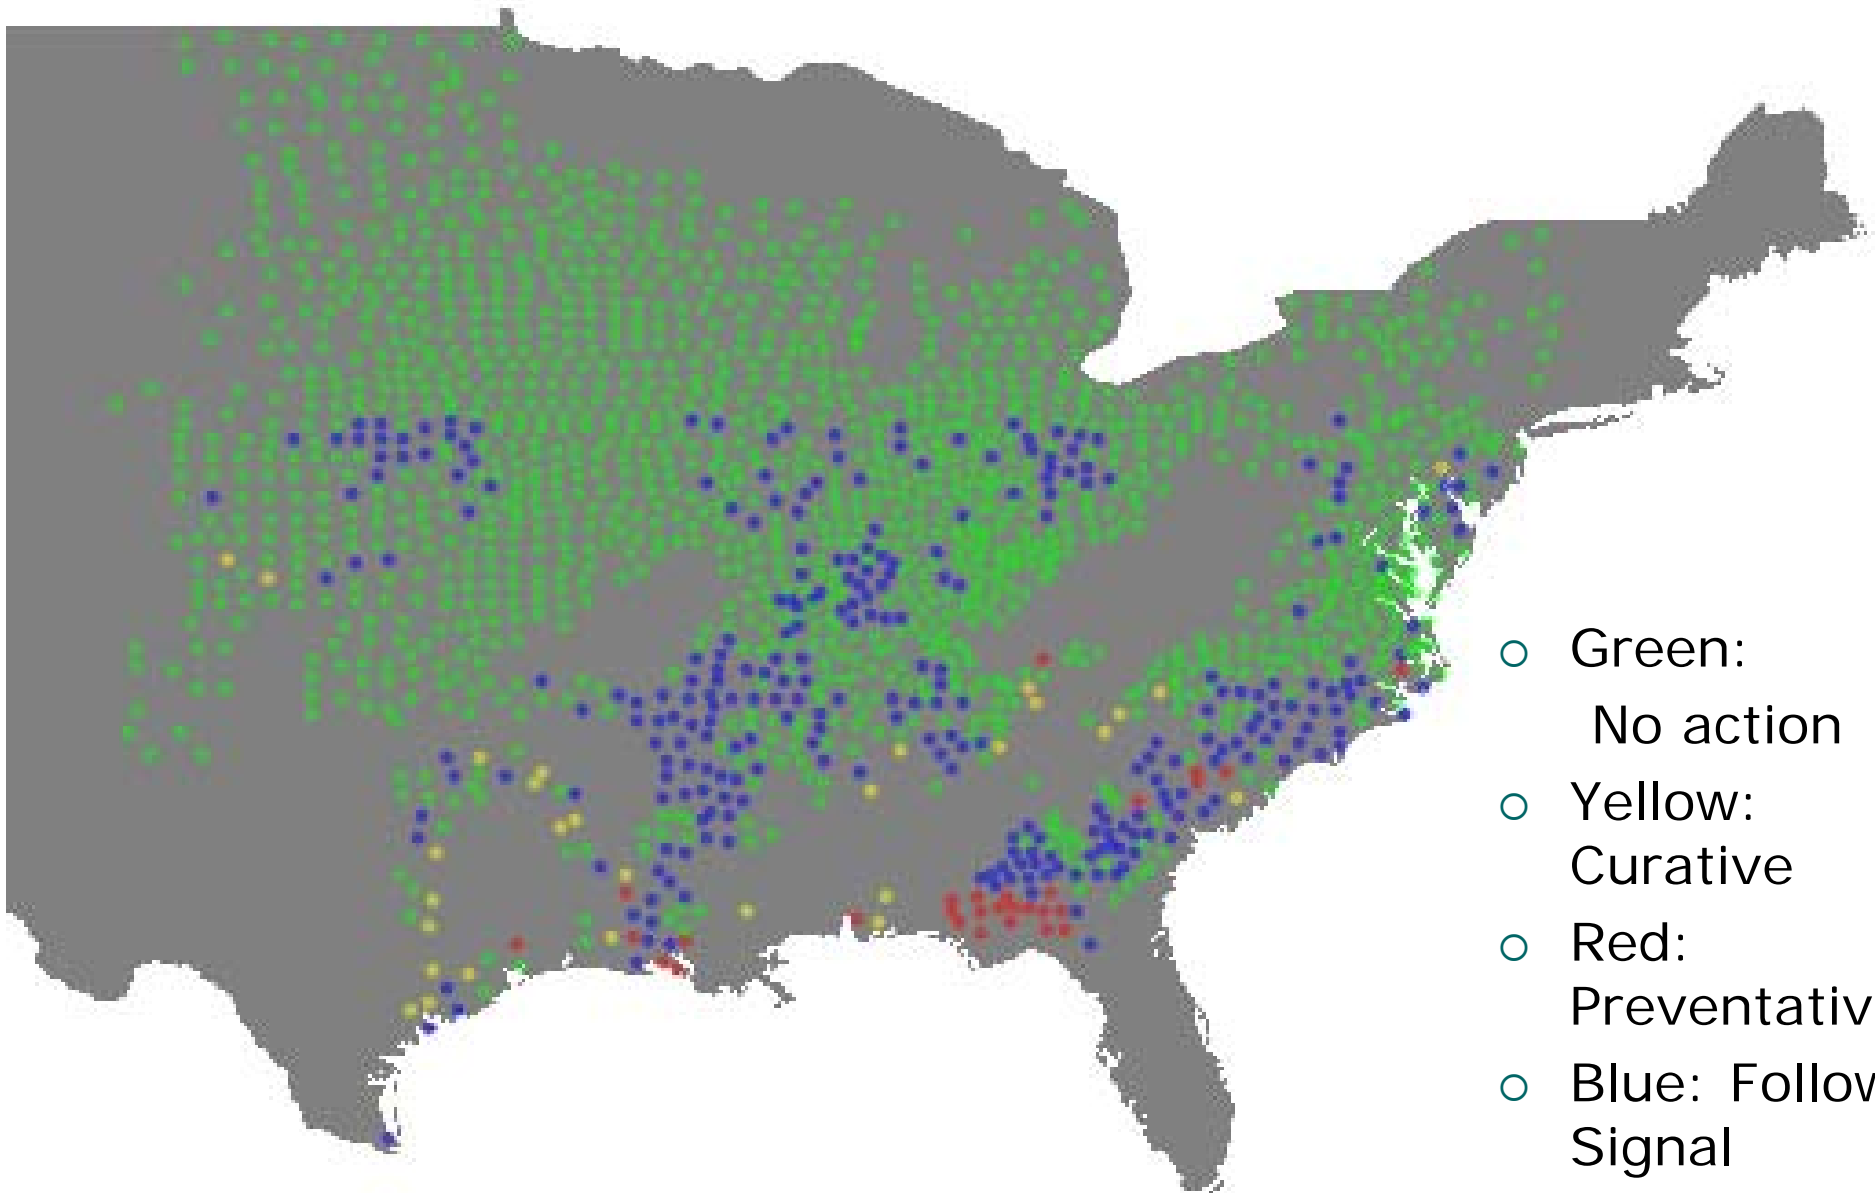 Green:
No action
Yellow:
Curative
Red:
Preventativ
Blue: Follow
Signal